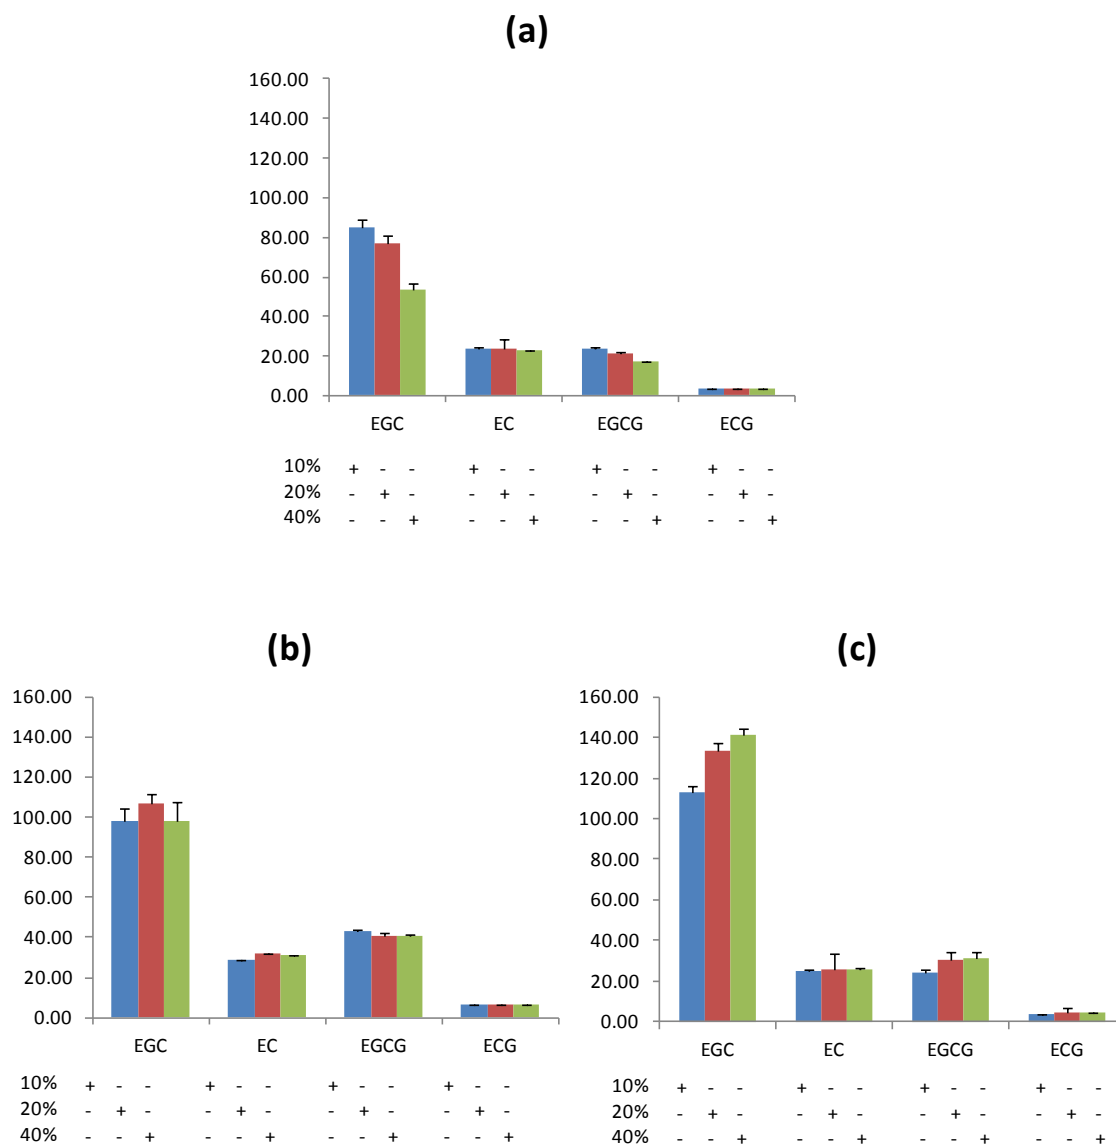 (a)
160.00
140.00
120.00
100.00
80.00
60.00
40.00
20.00
0.00
EGC EC EGCG ECG
10% + - - + - - + - - + - -
20% - + - - + - - + - - + -
40% - - + - - + - - + - - +
(b)
160.00
140.00
120.00
100.00
80.00
60.00
40.00
20.00
0.00
EGC EC EGCG ECG
10% + - - + - - + - - + - -
20% - + - - + - - + - - + -
40% - - + - - + - - + - - +
(c)
160.00
140.00
120.00
100.00
80.00
60.00
40.00
20.00
0.00
EGC EC EGCG ECG
10% + - - + - - + - - + - -
20% - + - - + - - + - - + -
40% - - + - - + - - + - - +